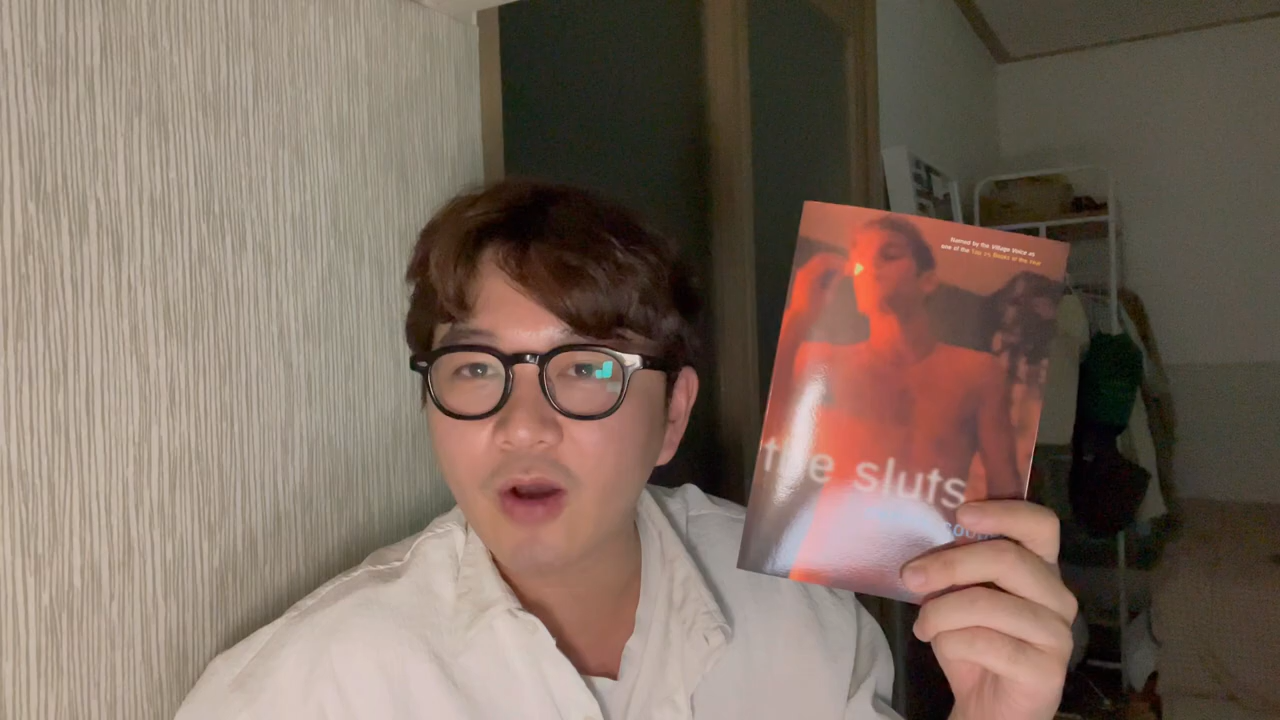 Named by the Village Voice as
one of the Top 25 Books of the Year
the sluts